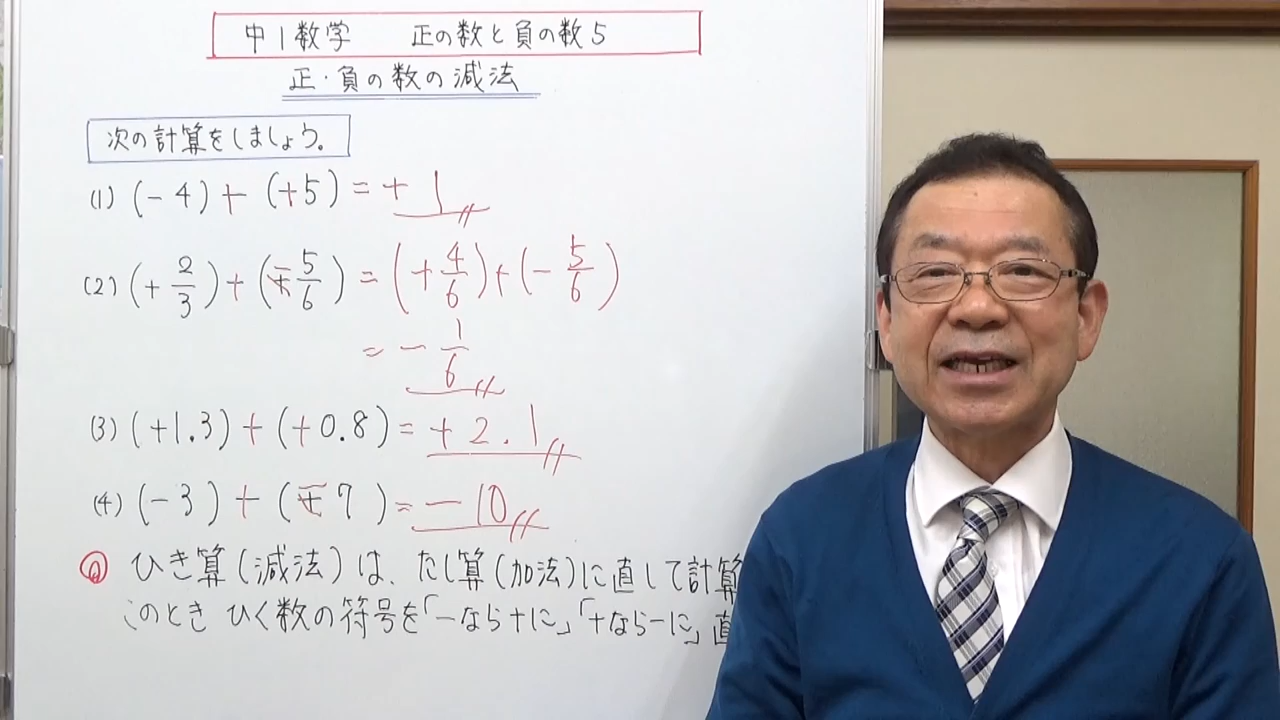 中1数学 正の数と負の数5
正・負の数の減法
次の計算をしましょう。
(1) (-4)+(+5)=+1
(2) (+2/3)+(-5/6)=(+4/6)+(-5/6)
=-1/6
(3) (+1.3)+(+0.8)=+2.1
(4) (-3)+(-7)=-10
ひき算(減法)は、たし算(加法)に直して計算
このとき ひく数の符号を「-なら+に」「+なら-に」直